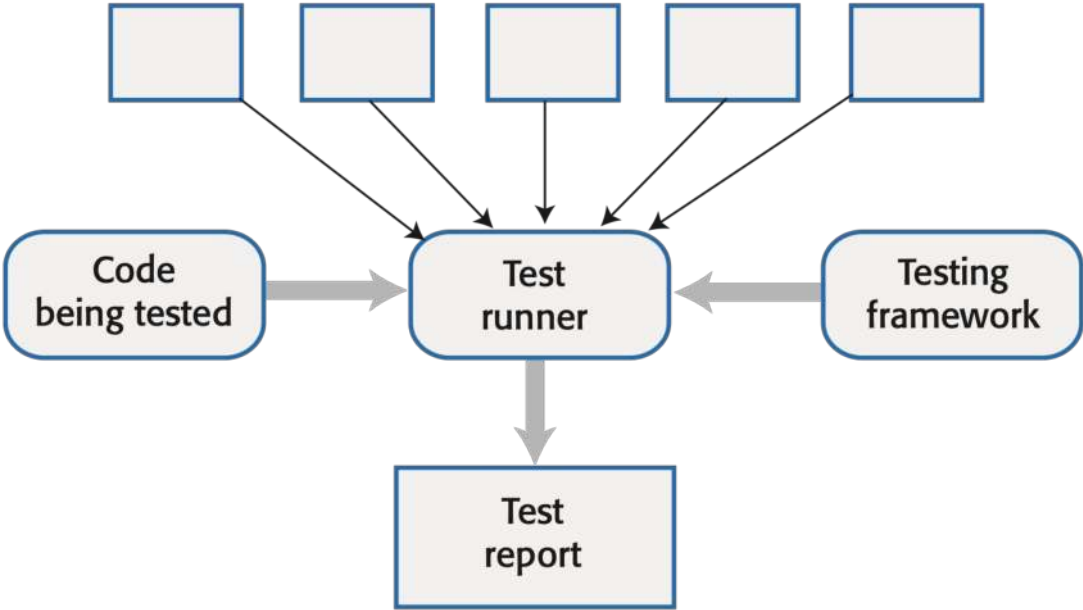 Code
being tested
Test
runner
Testing
framework
Test
report